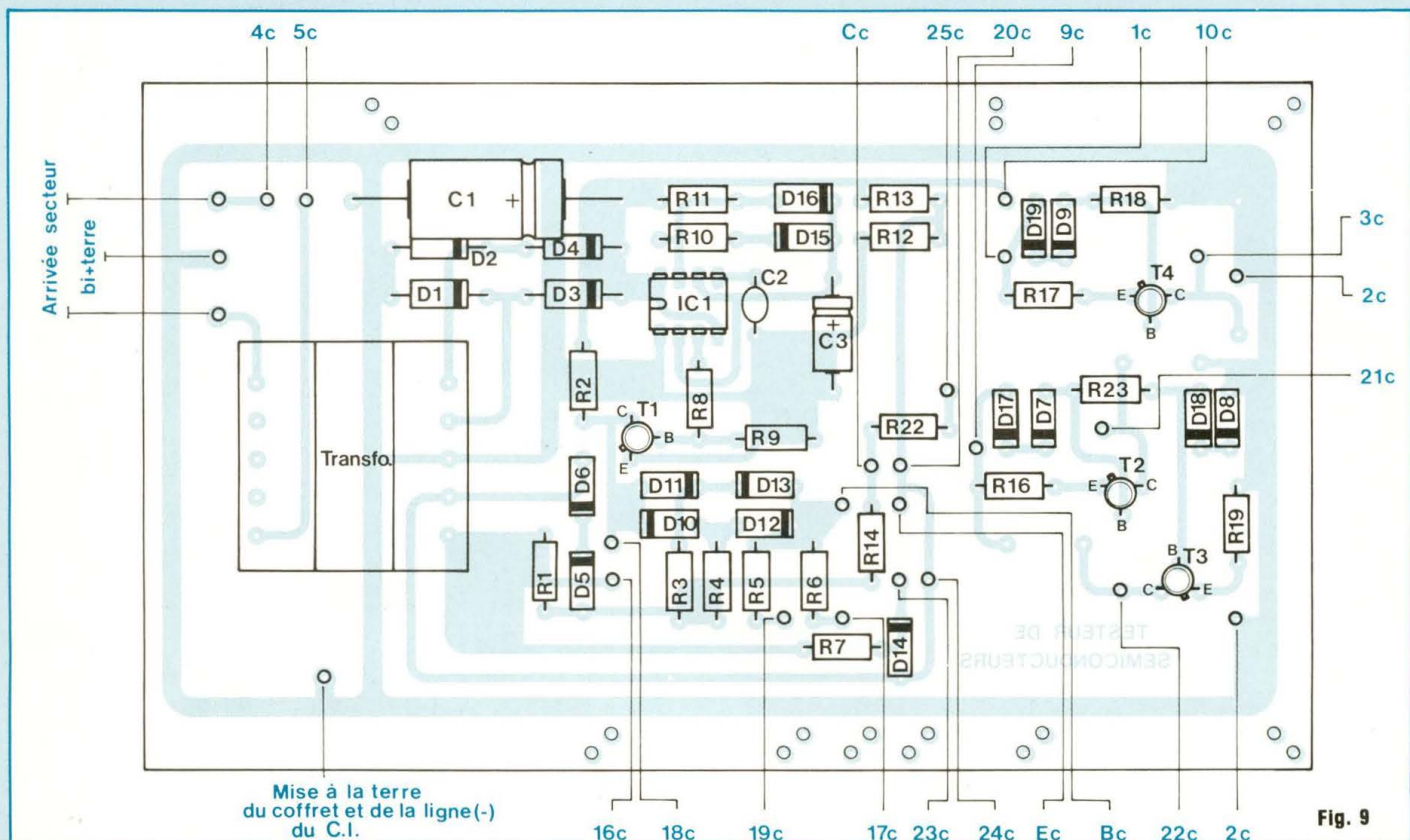 4c 5c Cc 25c 20c 9c 1c 10c
Arrivée secteur
bi+terre
C1 +
R11 D16 R13 D19 D9 R18
3c
R10 D15 R12
D2 D4
T4
2c
D1 D3 IC1 C2 R17 E C
B
+
C3
R2 R8 R23 21c
C T1 D17 D7 D18 D8
B R9 R22
E
Transfo.
T2
D6 D11 D13 R16 E C
B
D10 D12 R14 R19
B T3
R1 D5 R3 R4 R5 R6 C E
TESTEUR DE
SEMICONDUCTEURS
R7 D14
Mise à la terre
du coffret et de la ligne(-)
du C.I.
16c 18c 19c 17c 23c 24c Ec Bc 22c 2c
Fig. 9